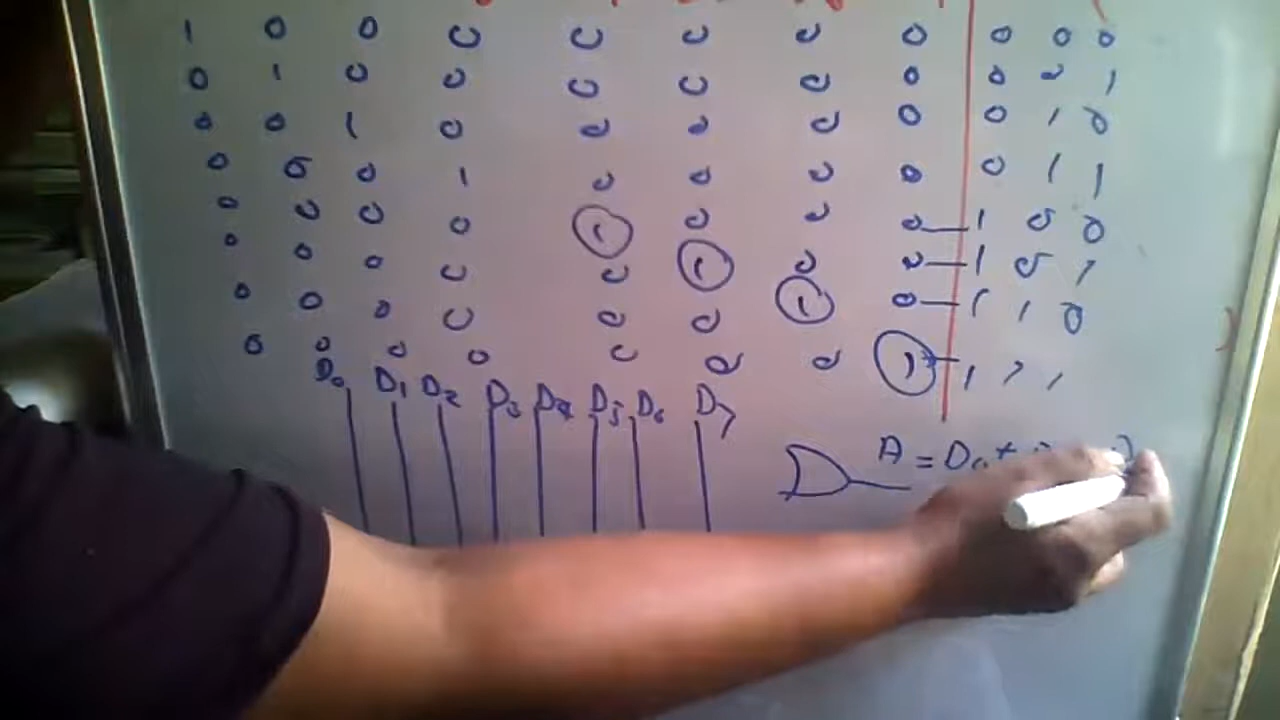 1 0 0 0 0 0 0 0 0 0 0
0 1 0 0 0 0 0 0 0 0 1
0 0 1 0 0 0 0 0 0 1 0
0 0 0 1 0 0 0 0 0 1 1
0 0 0 0 1 0 0 0 1 0 0
0 0 0 0 0 1 0 0 1 0 1
0 0 0 0 0 0 1 0 1 1 0
0 0 0 0 0 0 0 1 1 1 1
D0 D1 D2 D3 D4 D5 D6 D7
A = D4 +